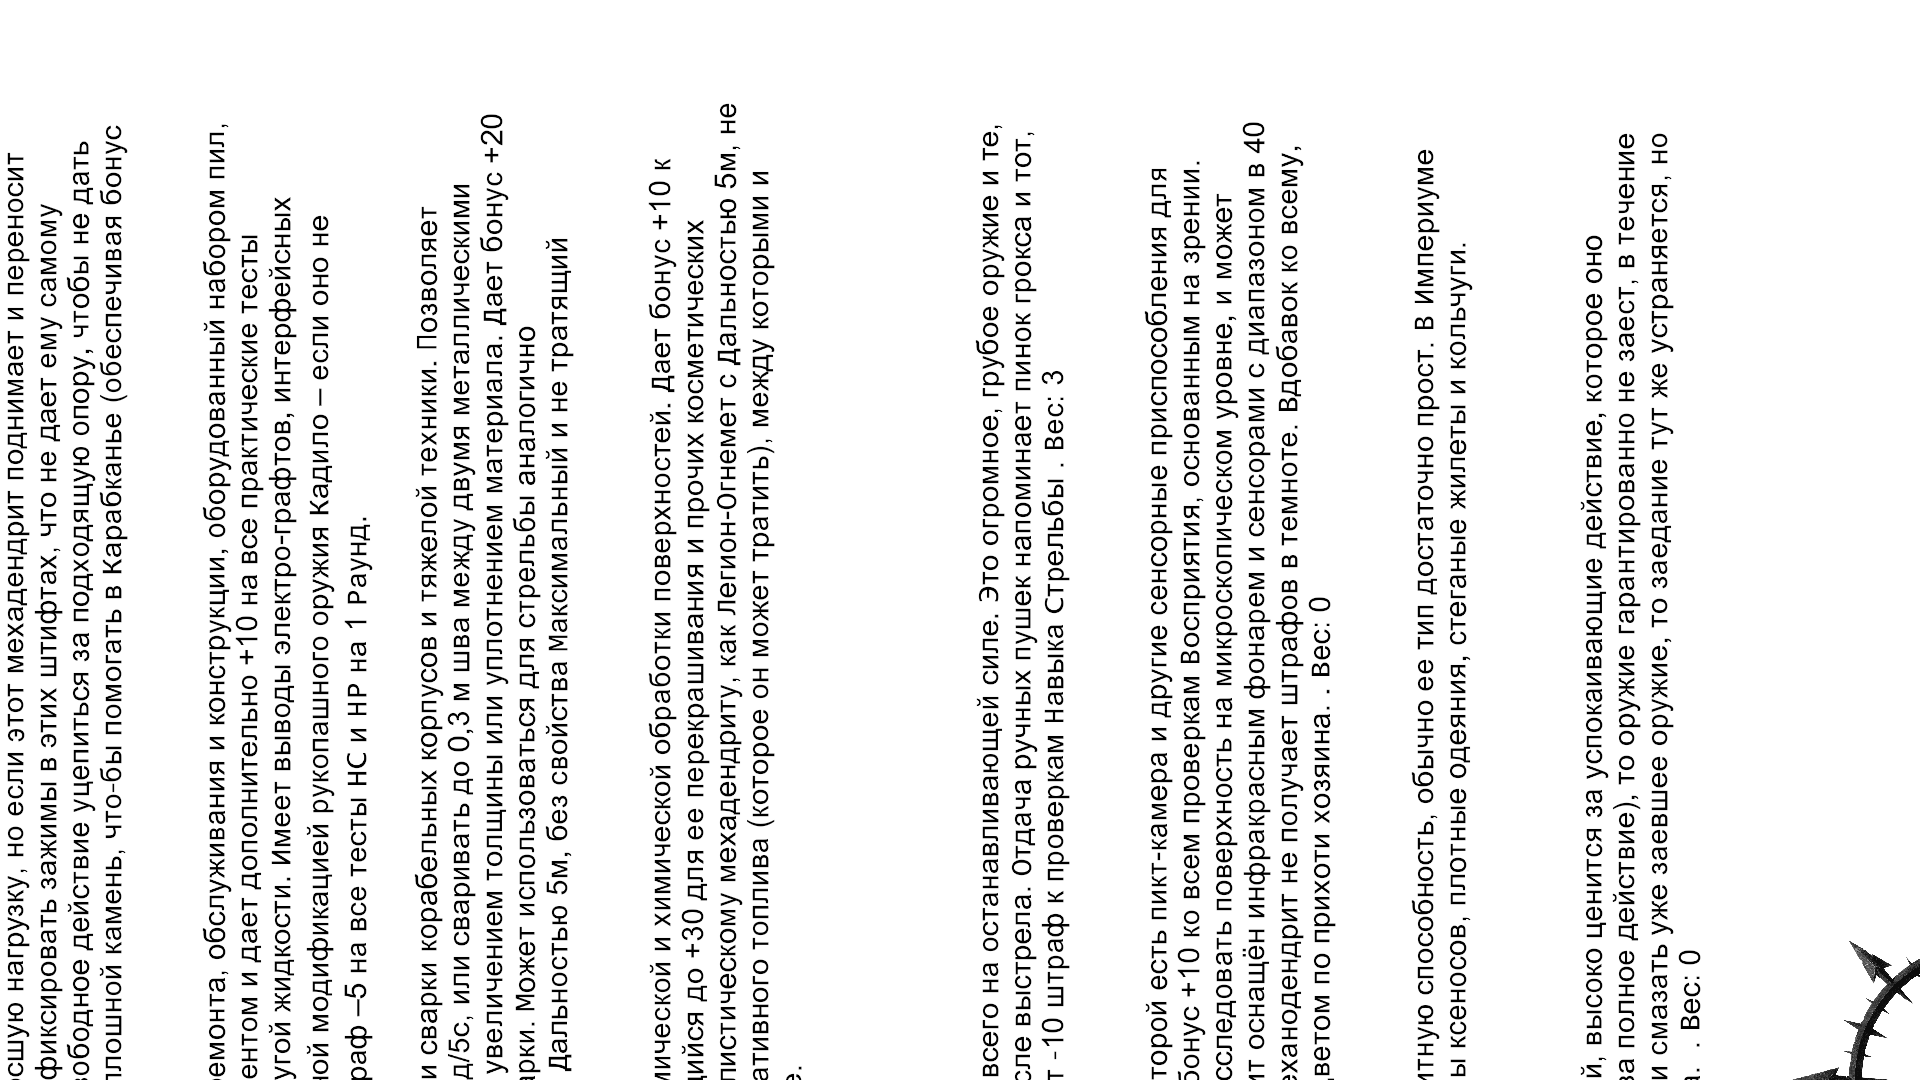 осшую нагрузку, но если этот мехадендрит поднимает и переносит
фиксировать зажимы в этих штифтах, что не дает ему самому
вободное действие уцепиться за подходящую опору, чтобы не дать
плошной камень, что-бы помогать в Карабканье (обеспечивая бонус
ремонта, обслуживания и конструкции, оборудованный набором пил,
ентом и дает дополнительно +10 на все практические тесты
угой жидкости. Имеет выводы электро-графтов, интерфейсных
ной модификацией рукопашного оружия Кадило – если оно не
раф –5 на все тесты НС и НР на 1 Раунд.
и сварки корабельных корпусов и тяжелой техники. Позволяет
д/5с, или сваривать до 0,3 м шва между двумя металлическими
увеличением толщины или уплотнением материала. Дает бонус +20
арки. Может использоваться для стрельбы аналогично
Дальностью 5м, без свойства Максимальный и не тратящий
мической и химической обработки поверхностей. Дает бонус +10 к
щийся до +30 для ее перекрашивания и прочих косметических
листическому мехадендриту, как Легион-Огнемет с Дальностью 5м, не
ативного топлива (которое он может тратить), между которыми и
е.
всего на останавливающей силе. Это огромное, грубое оружие и те,
сле выстрела. Отдача ручных пушек напоминает пинок грокса и тот,
т -10 штраф к проверкам навыка Стрельбы . Вес: 3
торой есть пикт-камера и другие сенсорные приспособления для
бонус +10 ко всем проверкам Восприятия, основанным на зрении.
сследовать поверхность на микроскопическом уровне, и может
ит оснащён инфракрасным фонарем и сенсорами с диапазоном в 40
ехандендрит не получает штрафов в темноте. Вдобавок ко всему,
цветом по прихоти хозяина. . Вес: 0
итную способность, обычно ее тип достаточно прост. В Империуме
ы ксеносов, плотные одеяния, стеганые жилеты и кольчуги.
й, высоко ценится за успокаивающие действие, которое оно
за полное действие), то оружие гарантированно не заест, в течение
и смазать уже заевшее оружие, то заедание тут же устраняется, но
а. . Вес: 0